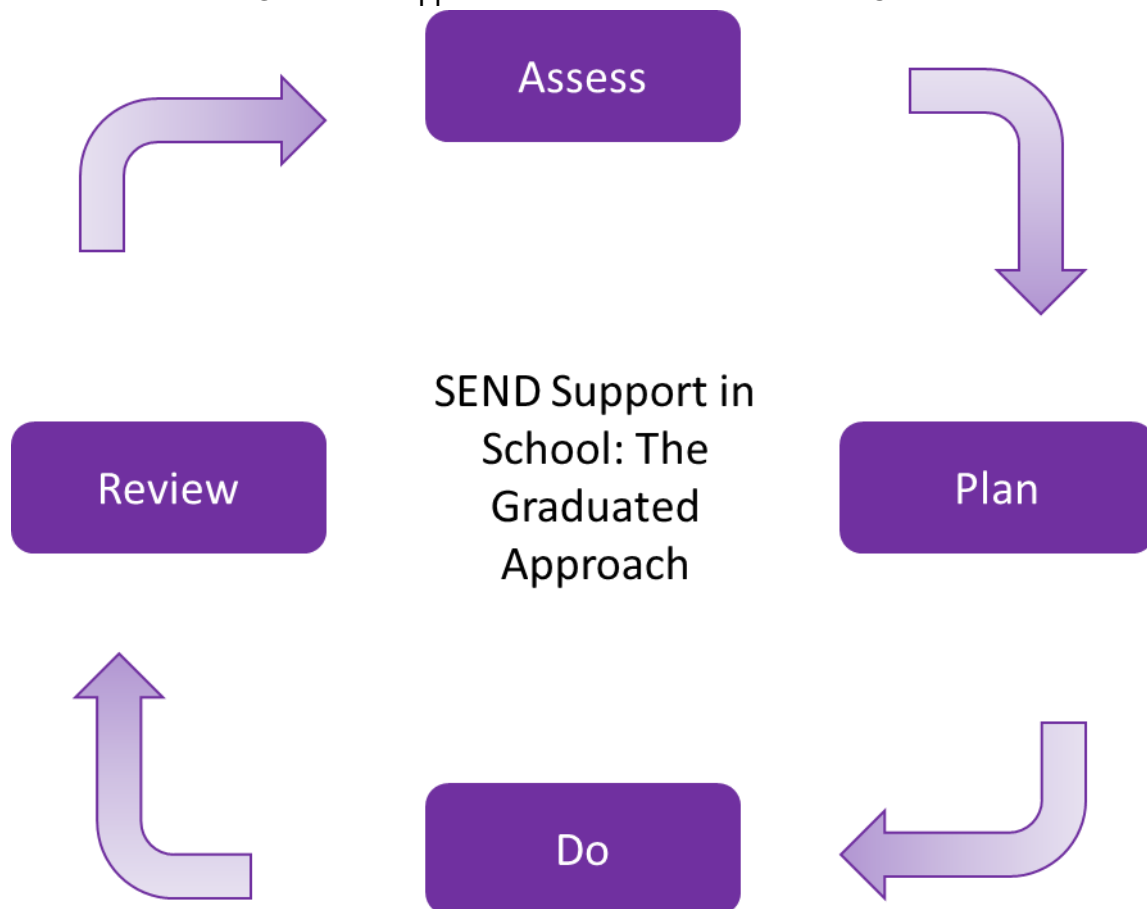 Assess
SEND Support in
School: The
Graduated
Approach
Review
Plan
Do